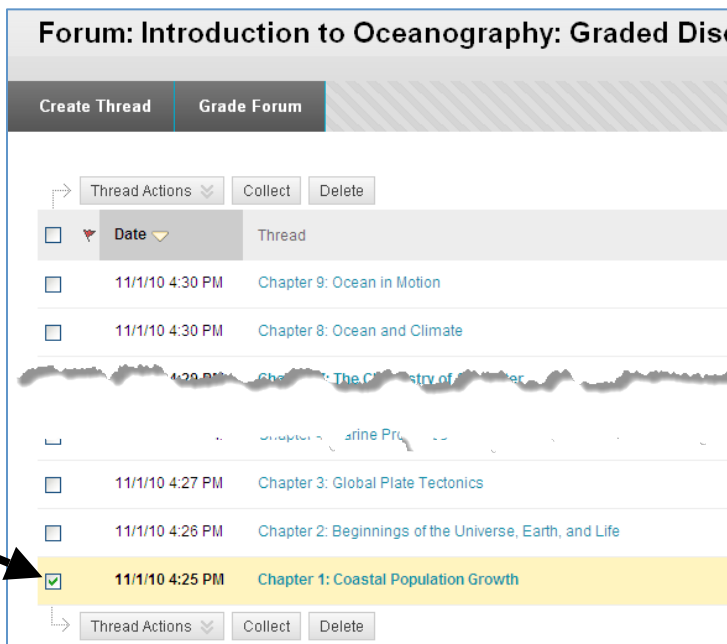 Forum: Introduction to Oceanography: Graded
Create Thread Grade Forum
Thread Actions Collect Delete
Date Thread
11/1/10 4:30 PM Chapter 9: Ocean in Motion
11/1/10 4:30 PM Chapter 8: Ocean and Climate
The
11/1/10 4:27 PM Chapter 3: Global Plate Tectonics
11/1/10 4:26 PM Chapter 2: Beginnings of the Universe, Earth, and Life
11/1/10 4:25 PM Chapter 1: Coastal Population Growth
Thread Actions Collect Delete